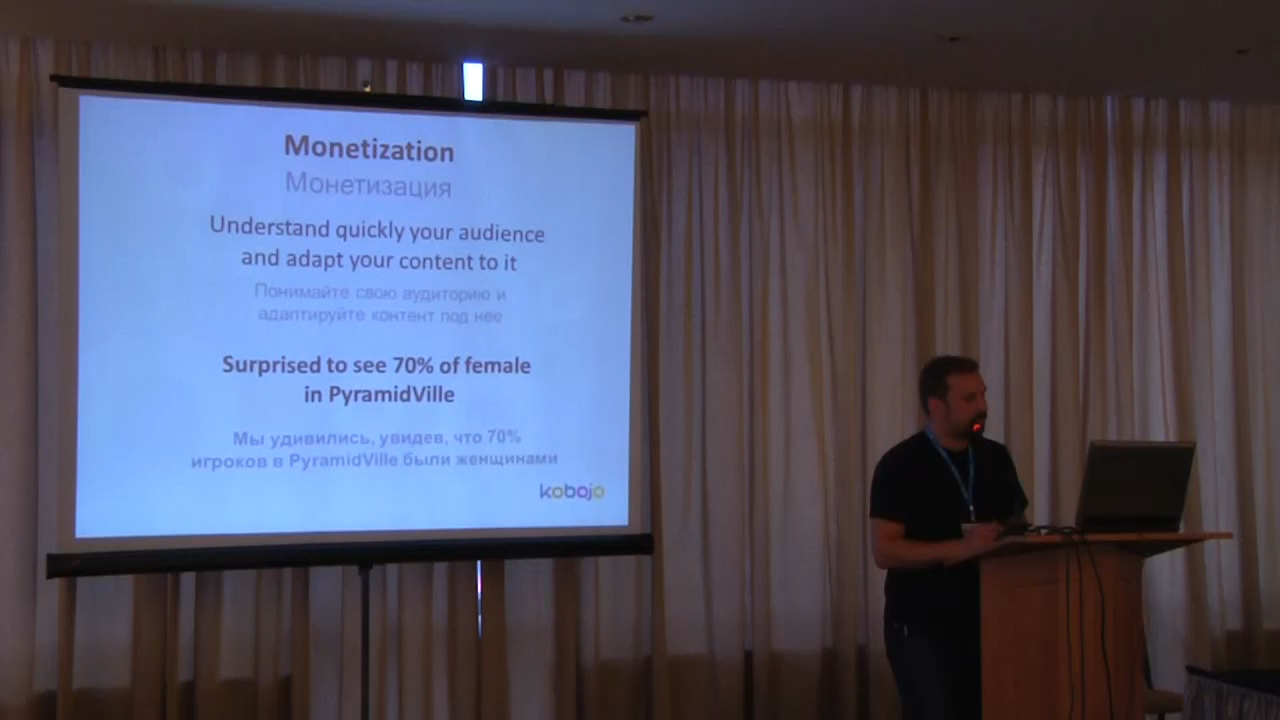 Monetization
Монетизация
Understand quickly your audience
and adapt your content to it
Понимайте свою аудиторию и
адаптируйте контент под нее
Surprised to see 70% of female
in PyramidVille
Мы удивились, увидев, что 70%
игроков в PyramidVille были женщинами
kobojo